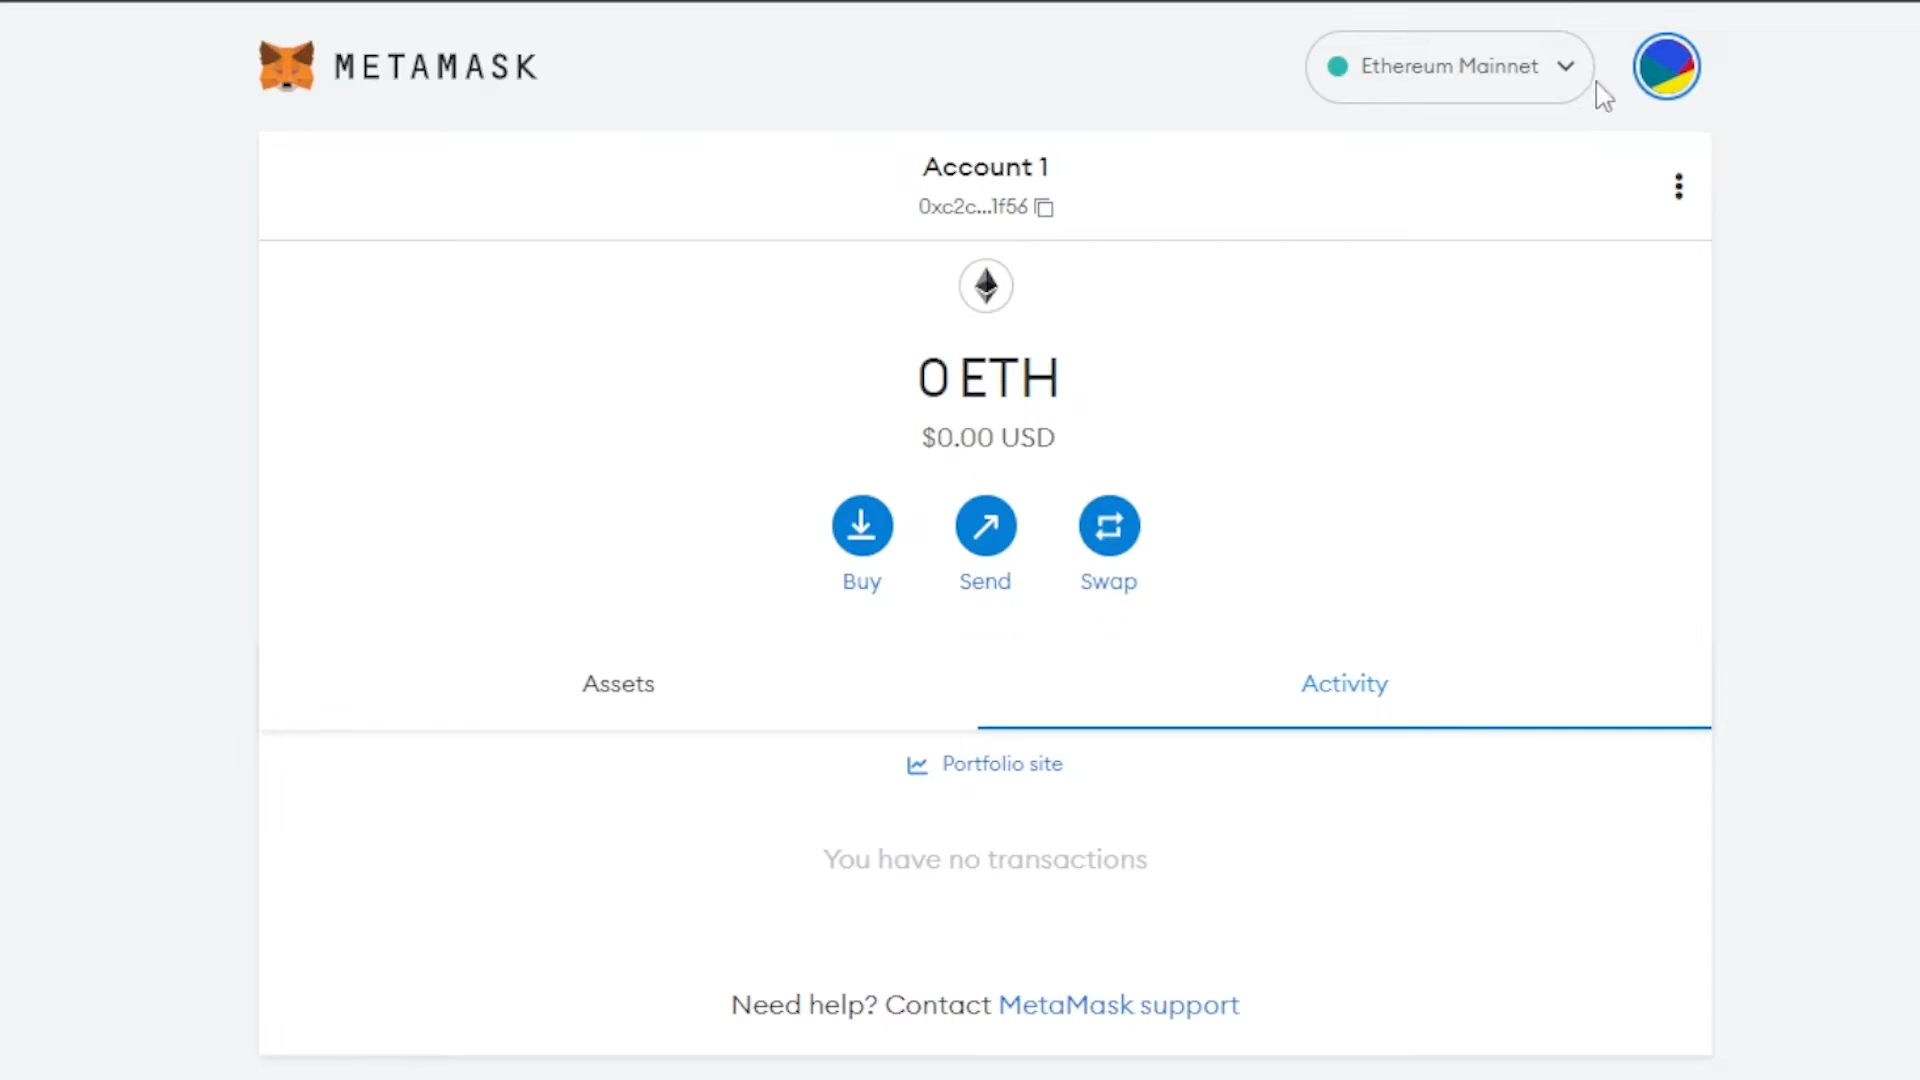 METAMASK
Ethereum Mainnet
Account 1
0xc2c...1f56
0 ETH
$0.00 USD
Buy
Send
Swap
Assets
Activity
Portfolio site
You have no transactions
Need help? Contact MetaMask support